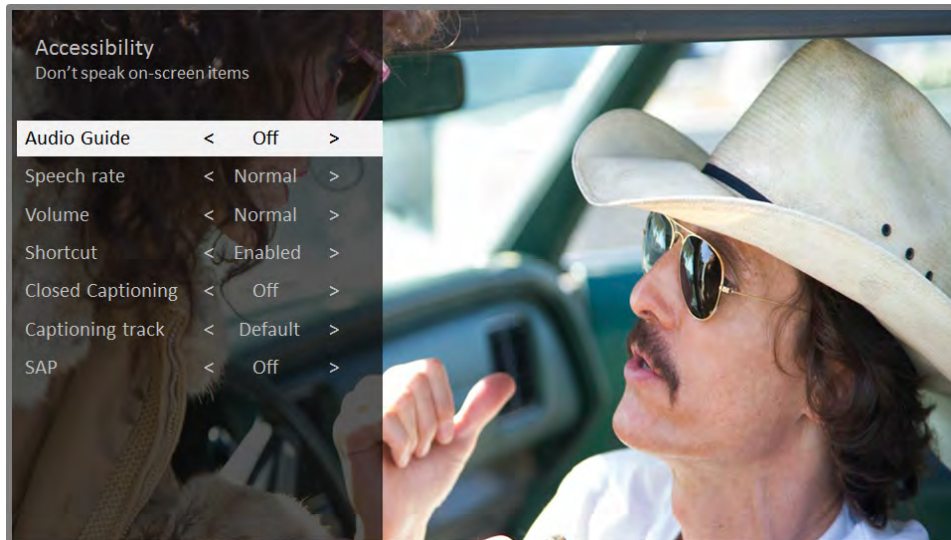 Accessibility
Don't speak on-screen items
Audio Guide < Off >
Speech rate < Normal >
Volume < Normal >
Shortcut < Enabled >
Closed Captioning < Off >
Captioning track < Default >
SAP < Off >